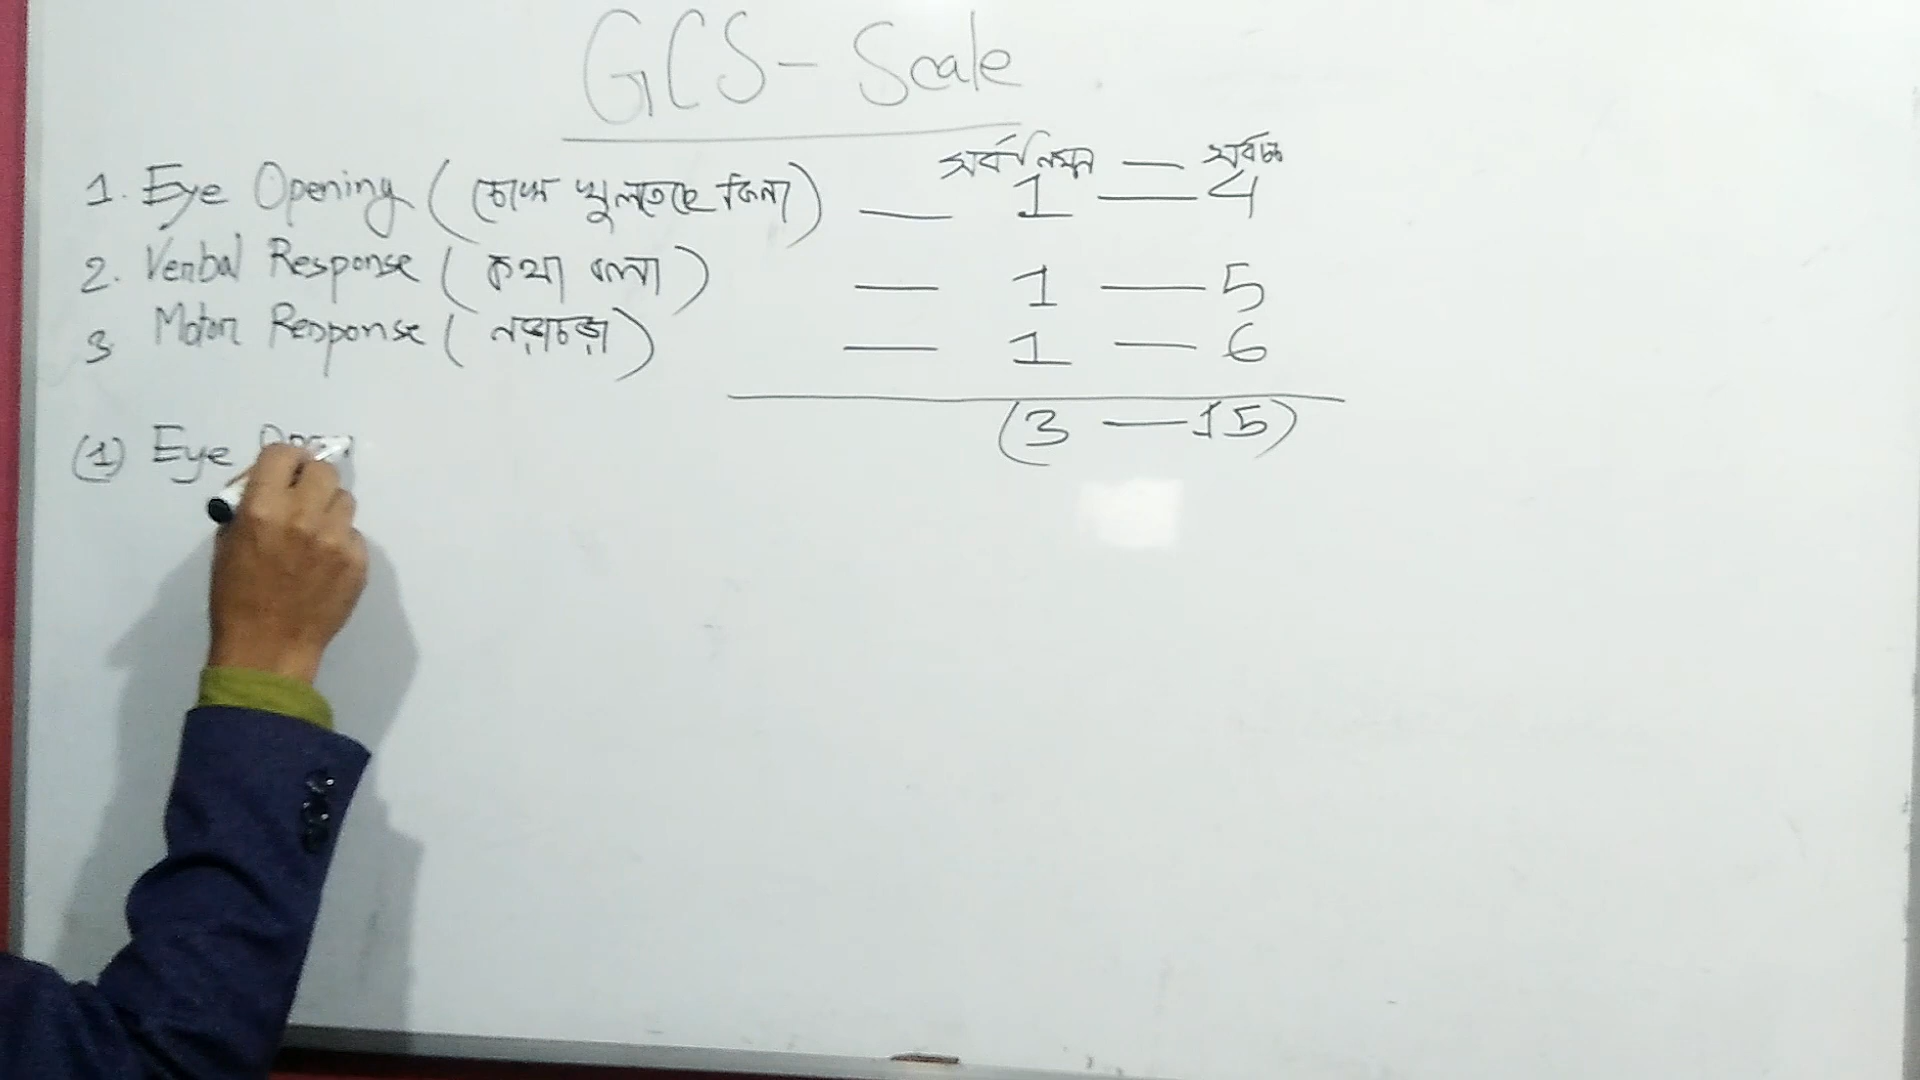 GCS - Scale
সর্বনিম্ন — সর্বচ্চ
1. Eye Opening (চোখ খুলতেছে কিনা) — 1 — 4
2. Verbal Response (কথা বলা) — 1 — 5
3 Motor Response (নড়াচড়া) — 1 — 6
(3 — 15)
(1) Eye